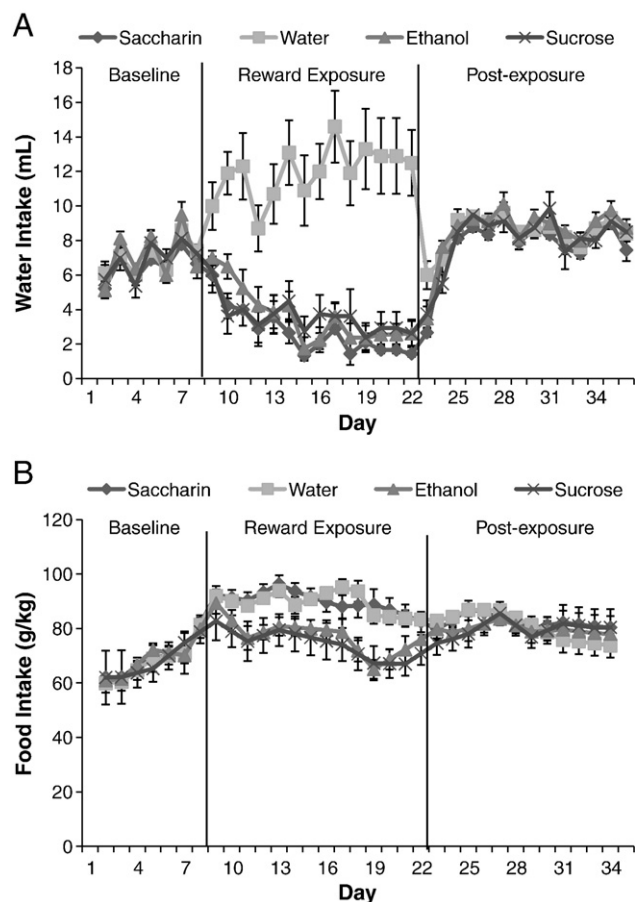 A
Saccharin Water Ethanol Sucrose
Baseline Reward Exposure Post-exposure
18
16
14
12
10
8
6
4
2
0
Water Intake (mL)
1 4 7 10 13 16 19 22 25 28 31 34
Day
B
Saccharin Water Ethanol Sucrose
Baseline Reward Exposure Post-exposure
120
100
80
60
40
20
0
Food Intake (g/kg)
1 4 7 10 13 16 19 22 25 28 31 34
Day